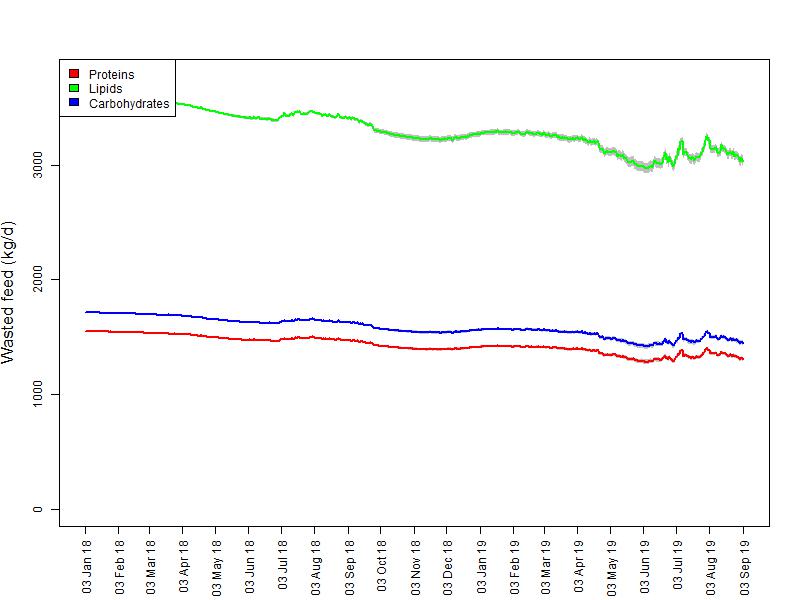 Proteins
Lipids
Carbohydrates
Wasted feed (kg/d)
3000
2000
1000
0
03 Jan 18
03 Feb 18
03 Mar 18
03 Apr 18
03 May 18
03 Jun 18
03 Jul 18
03 Aug 18
03 Sep 18
03 Oct 18
03 Nov 18
03 Dec 18
03 Jan 19
03 Feb 19
03 Mar 19
03 Apr 19
03 May 19
03 Jun 19
03 Jul 19
03 Aug 19
03 Sep 19